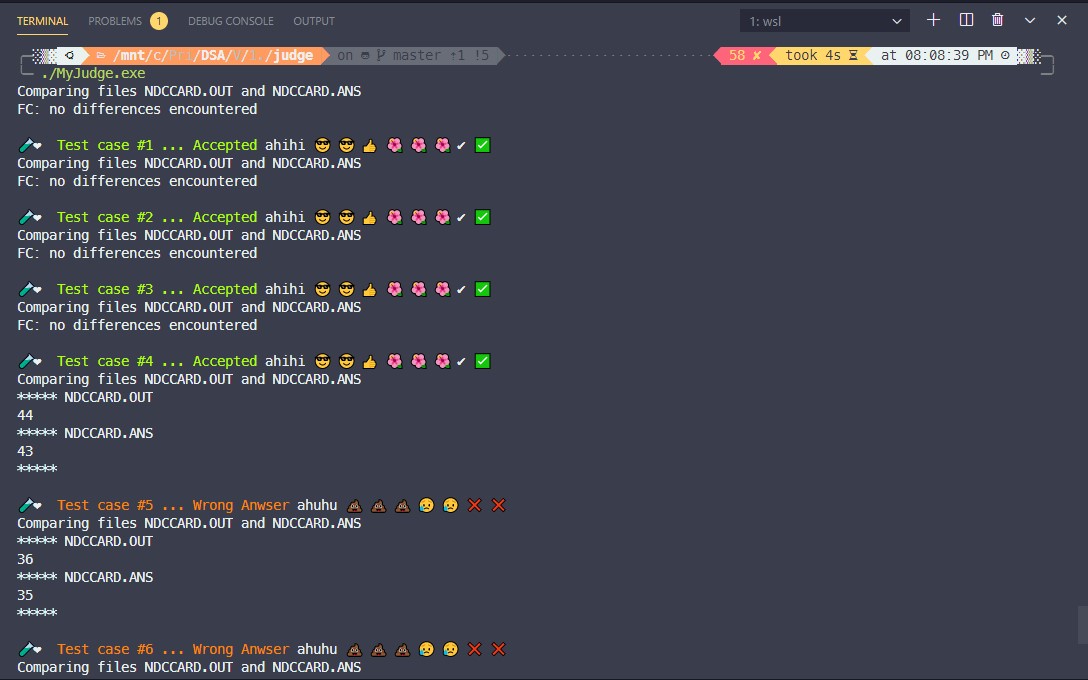 TERMINAL PROBLEMS 1 DEBUG CONSOLE OUTPUT 1: wsl
/mnt/c/ /DSA/ /judge on master ↑1 !5 58 ✘ took 4s at 08:08:39 PM
./MyJudge.exe
Comparing files NDCCARD.OUT and NDCCARD.ANS
FC: no differences encountered
Test case #1 ... Accepted ahihi 😎 😎 👍 🌺 🌺 🌺 ✔ ✅
Comparing files NDCCARD.OUT and NDCCARD.ANS
FC: no differences encountered
Test case #2 ... Accepted ahihi 😎 😎 👍 🌺 🌺 🌺 ✔ ✅
Comparing files NDCCARD.OUT and NDCCARD.ANS
FC: no differences encountered
Test case #3 ... Accepted ahihi 😎 😎 👍 🌺 🌺 🌺 ✔ ✅
Comparing files NDCCARD.OUT and NDCCARD.ANS
FC: no differences encountered
Test case #4 ... Accepted ahihi 😎 😎 👍 🌺 🌺 🌺 ✔ ✅
Comparing files NDCCARD.OUT and NDCCARD.ANS
***** NDCCARD.OUT
44
***** NDCCARD.ANS
43
*****
Test case #5 ... Wrong Anwser ahuhu 💩 💩 💩 😥 😥 ❌ ❌
Comparing files NDCCARD.OUT and NDCCARD.ANS
***** NDCCARD.OUT
36
***** NDCCARD.ANS
35
*****
Test case #6 ... Wrong Anwser ahuhu 💩 💩 💩 😥 😥 ❌ ❌
Comparing files NDCCARD.OUT and NDCCARD.ANS